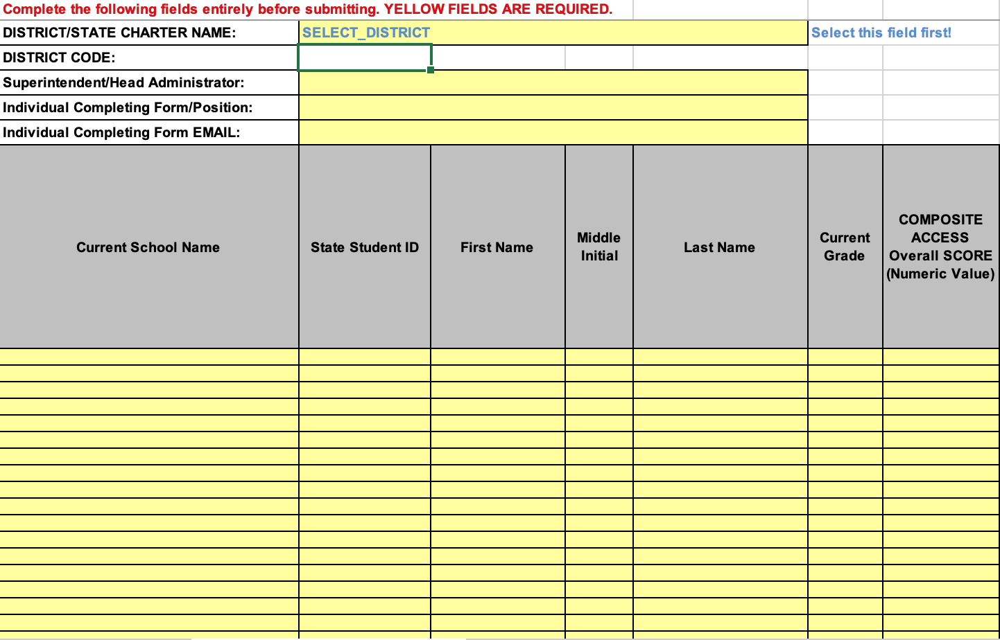 Complete the following fields entirely before submitting. YELLOW FIELDS ARE REQUIRED.
DISTRICT/STATE CHARTER NAME: SELECT_DISTRICT Select this field first!
DISTRICT CODE:
Superintendent/Head Administrator:
Individual Completing Form/Position:
Individual Completing Form EMAIL:
Current School Name
State Student ID
First Name
Middle
Initial
Last Name
Current
Grade
COMPOSITE
ACCESS
Overall SCORE
(Numeric Value)